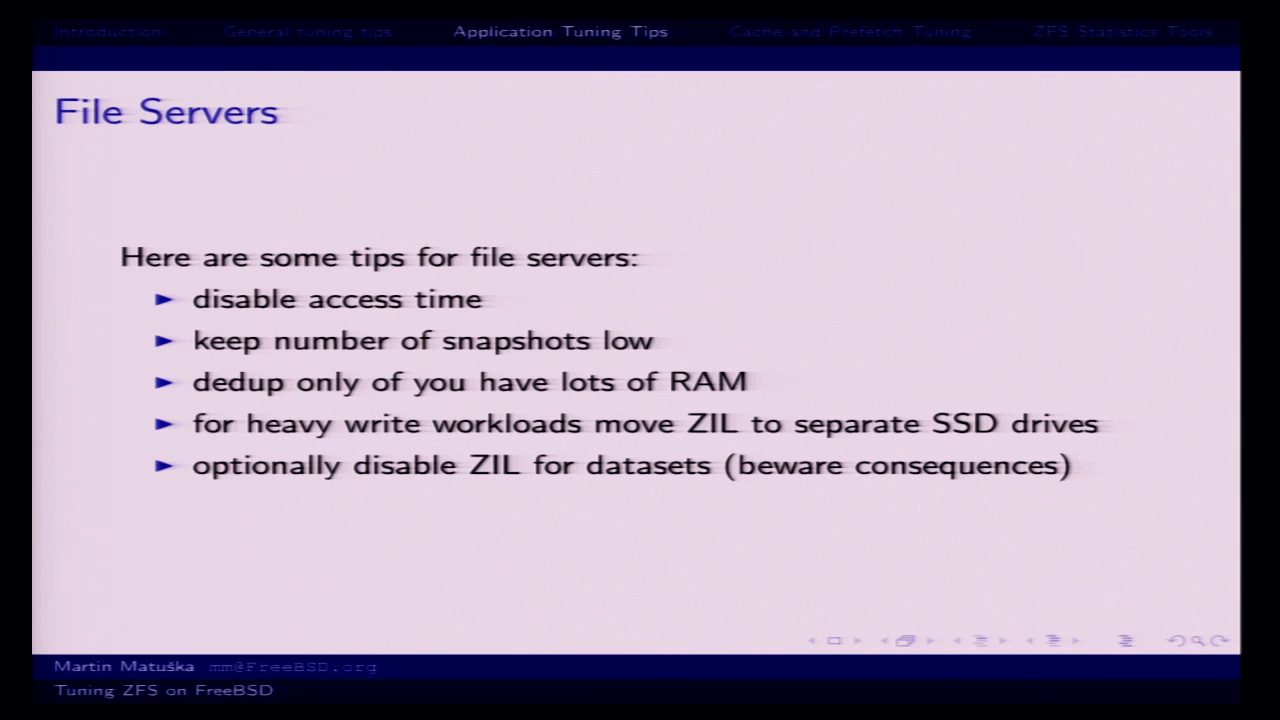 Introduction General tuning tips Application Tuning Tips Cache and Prefetch Tuning ZFS Statistics Tools
File Servers
Here are some tips for file servers:
disable access time
keep number of snapshots low
dedup only of you have lots of RAM
for heavy write workloads move ZIL to separate SSD drives
optionally disable ZIL for datasets (beware consequences)
Martin Matuška mm@FreeBSD.org
Tuning ZFS on FreeBSD